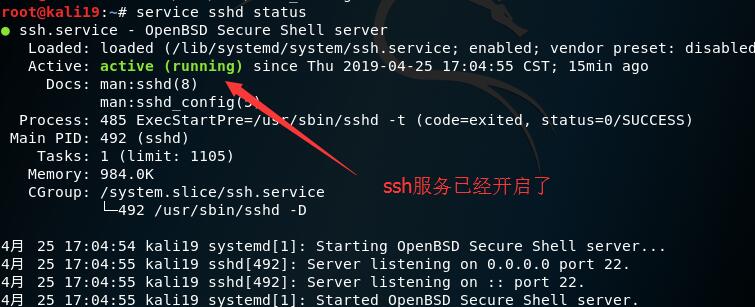 root@kali19:~# service sshd status
● ssh.service - OpenBSD Secure Shell server
Loaded: loaded (/lib/systemd/system/ssh.service; enabled; vendor preset: disabled
Active: active (running) since Thu 2019-04-25 17:04:55 CST; 15min ago
Docs: man:sshd(8)
man:sshd_config(5)
Process: 485 ExecStartPre=/usr/sbin/sshd -t (code=exited, status=0/SUCCESS)
Main PID: 492 (sshd)
Tasks: 1 (limit: 1105)
Memory: 984.0K
ssh服务已经开启了
CGroup: /system.slice/ssh.service
└─492 /usr/sbin/sshd -D
4月 25 17:04:54 kali19 systemd[1]: Starting OpenBSD Secure Shell server...
4月 25 17:04:55 kali19 sshd[492]: Server listening on 0.0.0.0 port 22.
4月 25 17:04:55 kali19 sshd[492]: Server listening on :: port 22.
4月 25 17:04:55 kali19 systemd[1]: Started OpenBSD Secure Shell server.